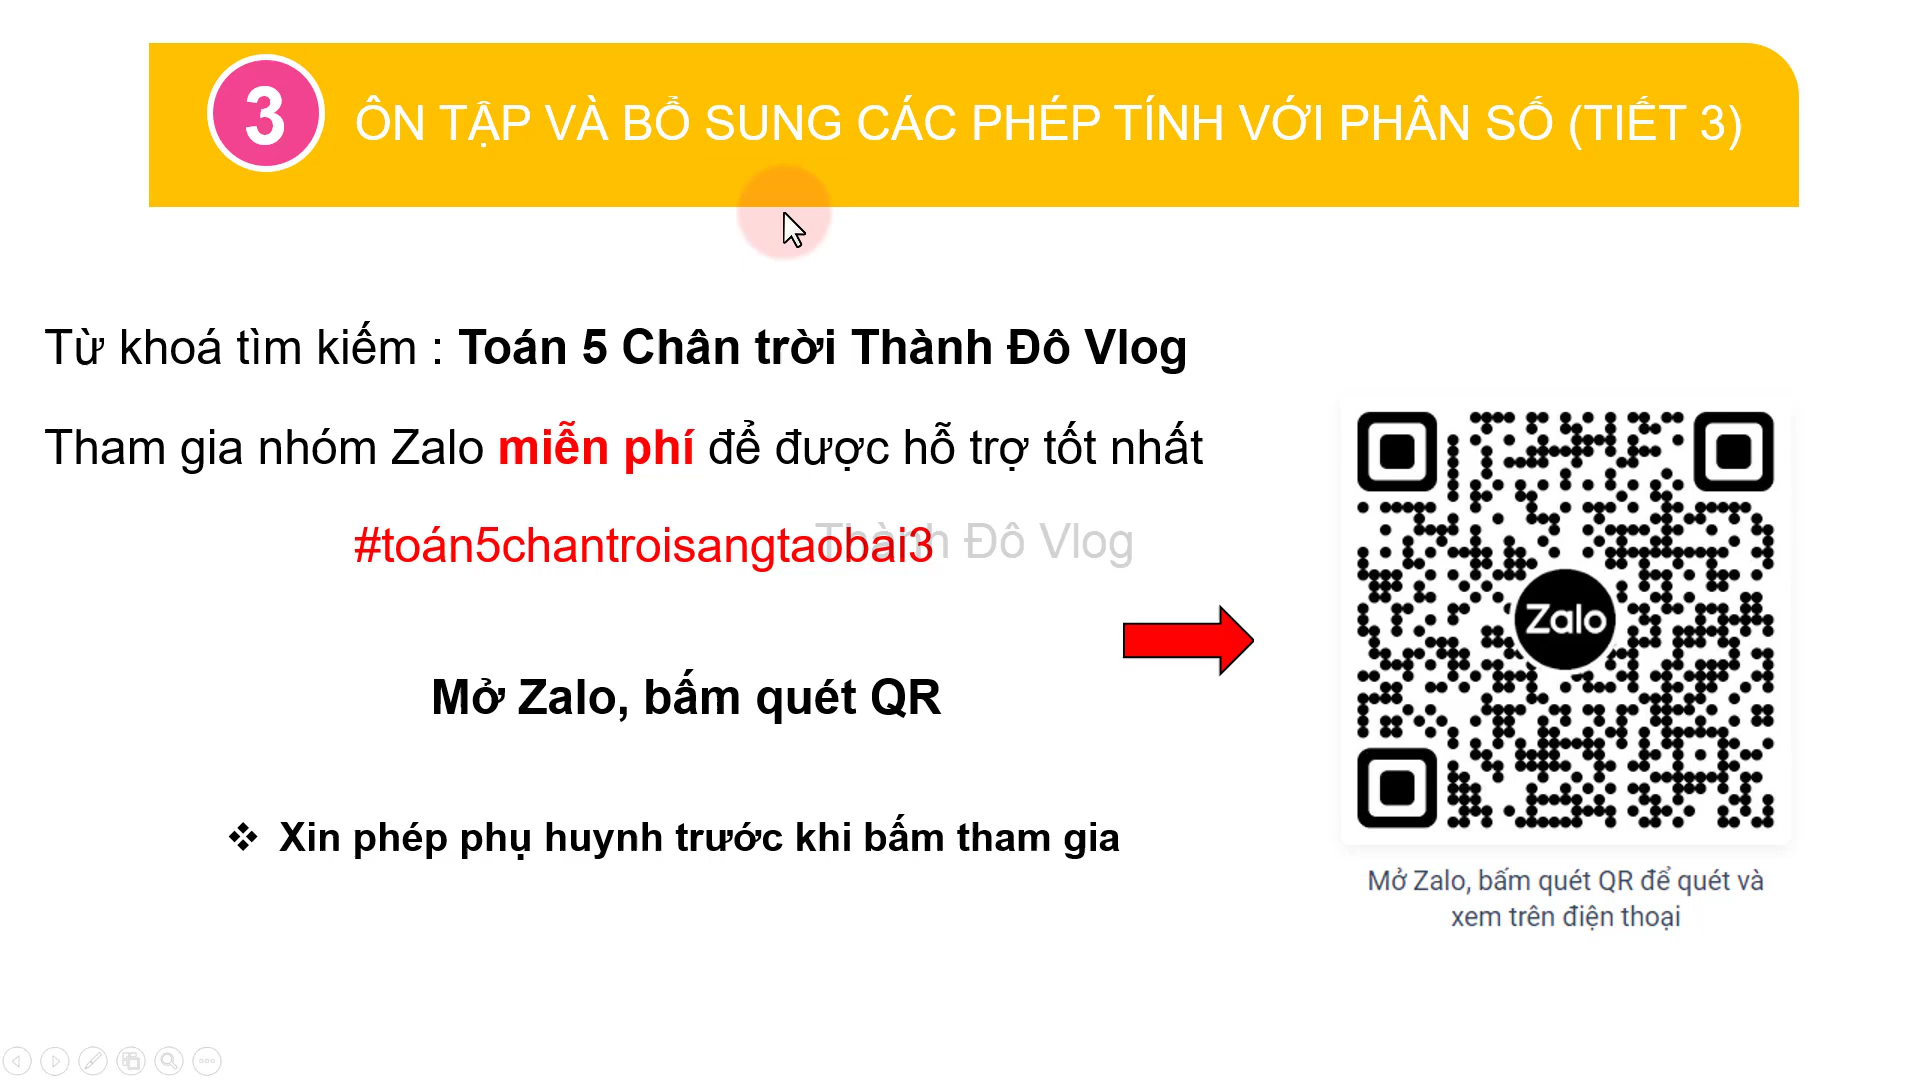 3
ÔN TẬP VÀ BỔ SUNG CÁC PHÉP TÍNH VỚI PHÂN SỐ (TIẾT 3)
Từ khoá tìm kiếm : Toán 5 Chân trời Thành Đô Vlog
Tham gia nhóm Zalo miễn phí để được hỗ trợ tốt nhất
#toán5chantroisangtaobai3
Thành Đô Vlog
Mở Zalo, bấm quét QR
❖ Xin phép phụ huynh trước khi bấm tham gia
Zalo
Mở Zalo, bấm quét QR để quét và
xem trên điện thoại